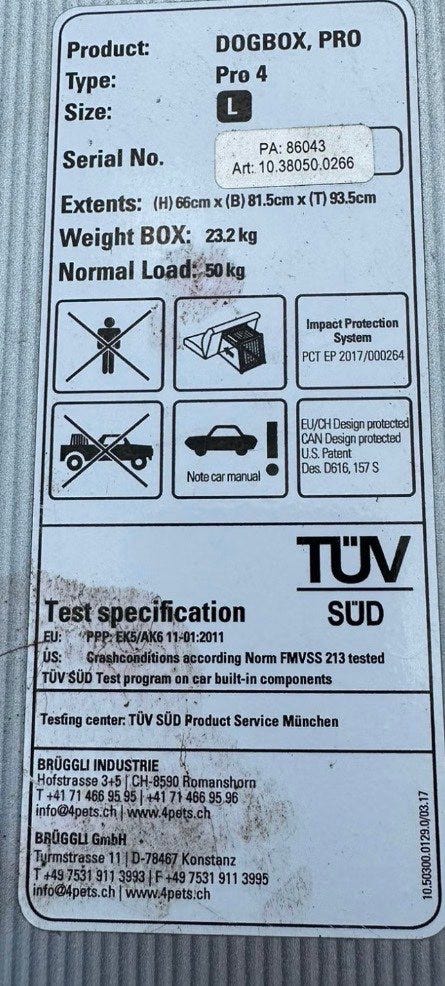 Product: DOGBOX, PRO
Type: Pro 4
Size: L
Serial No. PA: 86043
Art: 10.38050.0266
Extents: (H) 66cm x (B) 81.5cm x (T) 93.5cm
Weight BOX: 23.2 kg
Normal Load: 50 kg
Impact Protection
System
PCT EP 2017/000264
Note car manual
EU/CH Design protected
CAN Design protected
U.S. Patent
Des. D616, 157 S
TÜV
SÜD
Test specification
EU: PPP: EK5/AK6 11-01:2011
US: Crashconditions according Norm FMVSS 213 tested
TÜV SÜD Test program on car built-in components
Testing center: TÜV SÜD Product Service München
BRÜGGLI INDUSTRIE
Hofstrasse 3+5 | CH-8590 Romanshorn
T +41 71 466 95 95 | +41 71 466 95 96
info@4pets.ch | www.4pets.ch
BRÜGGLI GmbH
Turmstrasse 11 | D-78467 Konstanz
T +49 7531 911 3993 | F +49 7531 911 3995
info@4pets.ch | www.4pets.ch
10.50300.0129.0/03.17